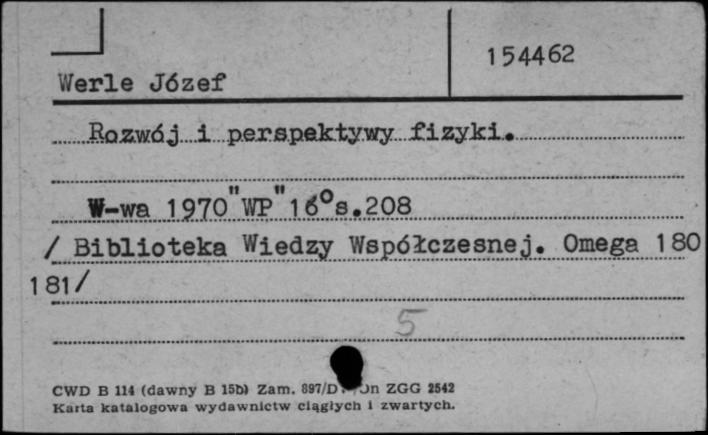 154462
Werle Józef
Rozwój i perspektywy fizyki.
W-wa 1970 "WP" 16° s.208
/ Biblioteka Wiedzy Współczesnej. Omega 180
181/
5
CWD B 114 (dawny B 15b) Zam. 897/D ZGG 2542
Karta katalogowa wydawnictw ciągłych i zwartych.